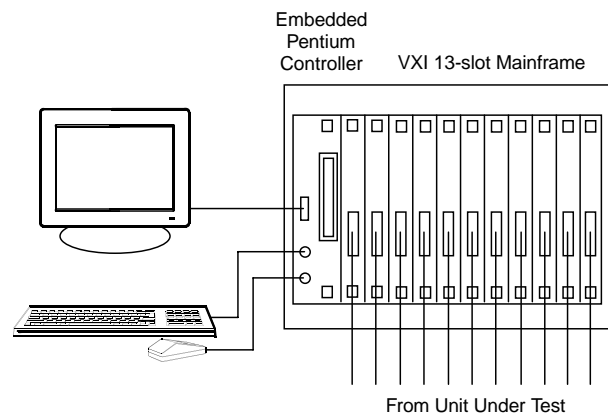 Embedded
Pentium
Controller
VXI 13-slot Mainframe
From Unit Under Test